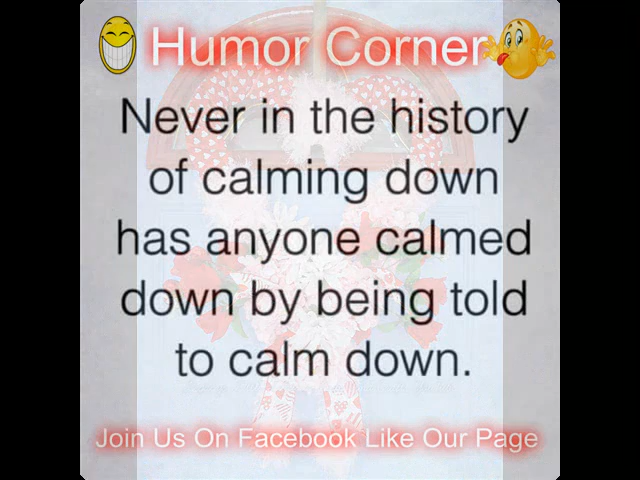 Humor Corner
Never in the history
of calming down
has anyone calmed
down by being told
to calm down.
Join Us On Facebook Like Our Page